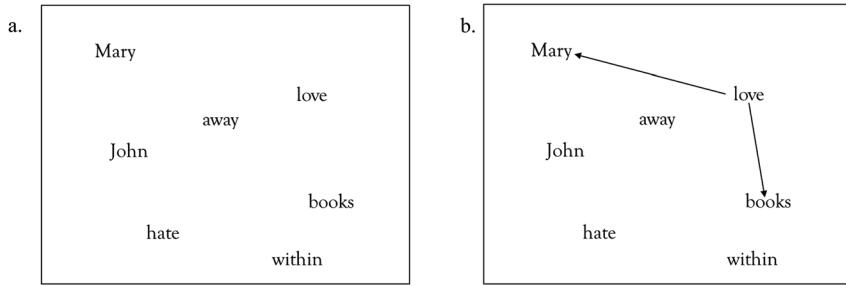 a.
Mary
love
away
John
books
hate
within
b.
Mary
love
away
John
books
hate
within